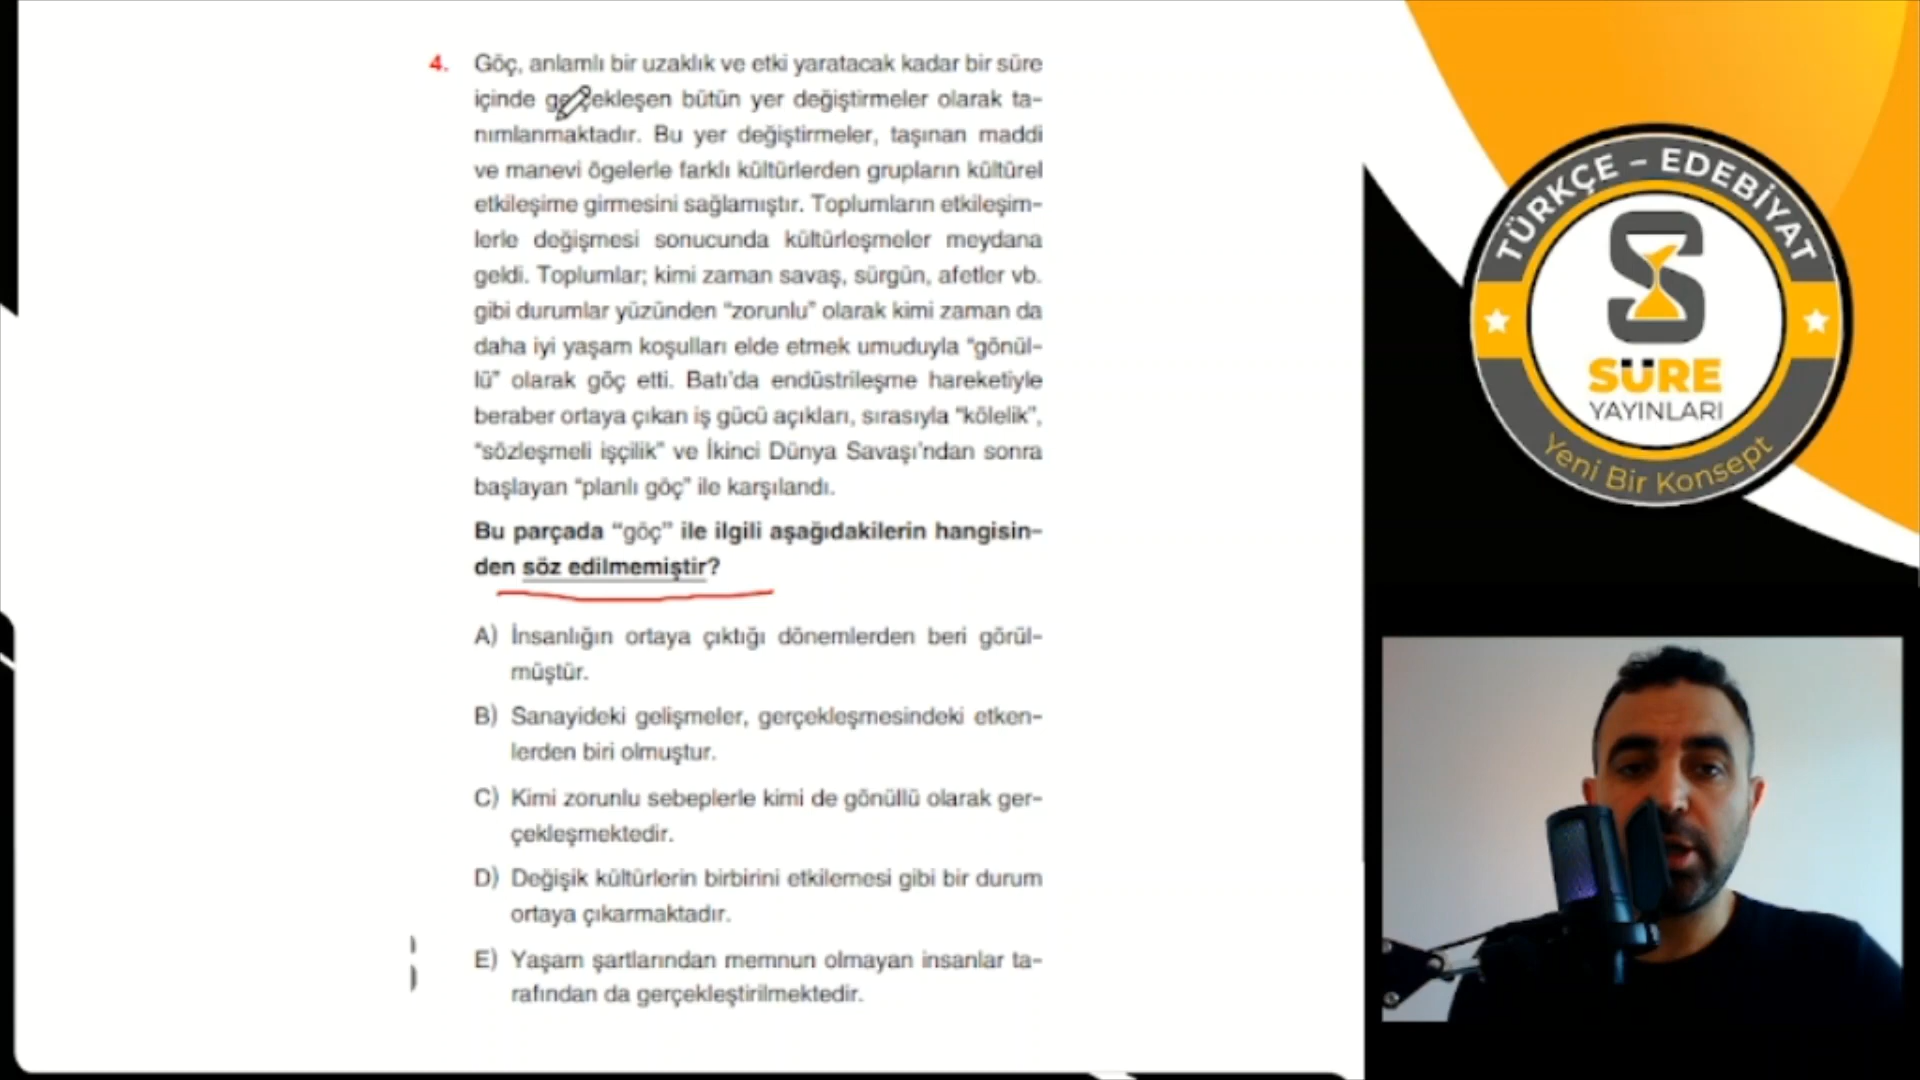 4. Göç, anlamlı bir uzaklık ve etki yaratacak kadar bir süre
içinde gerçekleşen bütün yer değiştirmeler olarak ta-
nımlanmaktadır. Bu yer değiştirmeler, taşınan maddi
ve manevi ögelerle farklı kültürlerden grupların kültürel
etkileşime girmesini sağlamıştır. Toplumların etkileşim-
lerle değişmesi sonucunda kültürleşmeler meydana
geldi. Toplumlar; kimi zaman savaş, sürgün, afetler vb.
gibi durumlar yüzünden “zorunlu” olarak kimi zaman da
daha iyi yaşam koşulları elde etmek umuduyla “gönül-
lü” olarak göç etti. Batı’da endüstrileşme hareketiyle
beraber ortaya çıkan iş gücü açıkları, sırasıyla “kölelik”,
“sözleşmeli işçilik” ve İkinci Dünya Savaşı’ndan sonra
başlayan “planlı göç” ile karşılandı.
Bu parçada “göç” ile ilgili aşağıdakilerin hangisin-
den söz edilmemiştir?
A) İnsanlığın ortaya çıktığı dönemlerden beri görül-
müştür.
B) Sanayideki gelişmeler, gerçekleşmesindeki etken-
lerden biri olmuştur.
C) Kimi zorunlu sebeplerle kimi de gönüllü olarak ger-
çekleşmektedir.
D) Değişik kültürlerin birbirini etkilemesi gibi bir durum
ortaya çıkarmaktadır.
E) Yaşam şartlarından memnun olmayan insanlar ta-
rafından da gerçekleştirilmektedir.
TÜRKÇE – EDEBİYAT
S
SÜRE
YAYINLARI
Yeni Bir Konsept